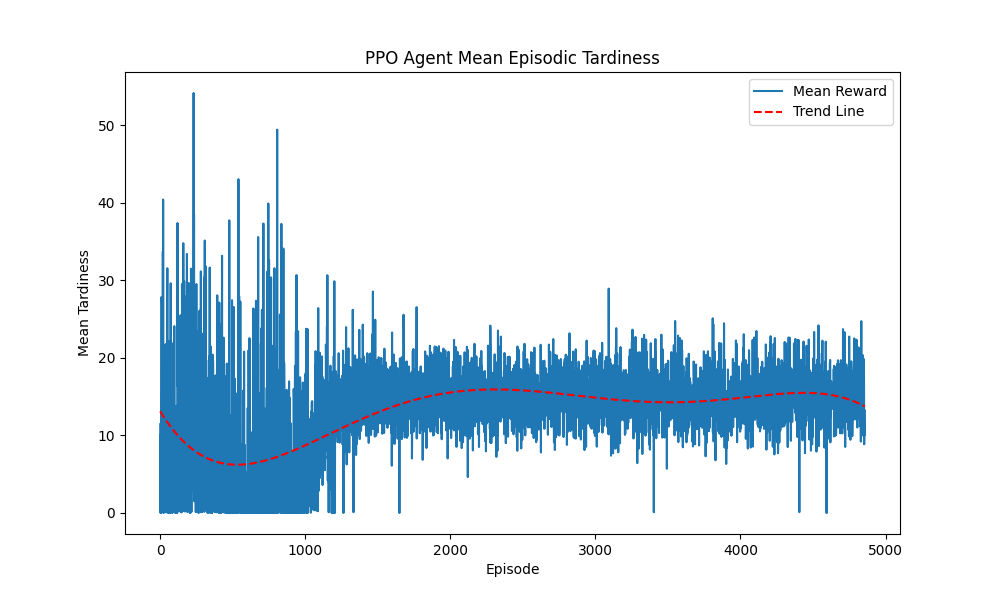 PPO Agent Mean Episodic Tardiness
Mean Reward
Trend Line
Mean Tardiness
50
40
30
20
10
0
0 1000 2000 3000 4000 5000
Episode